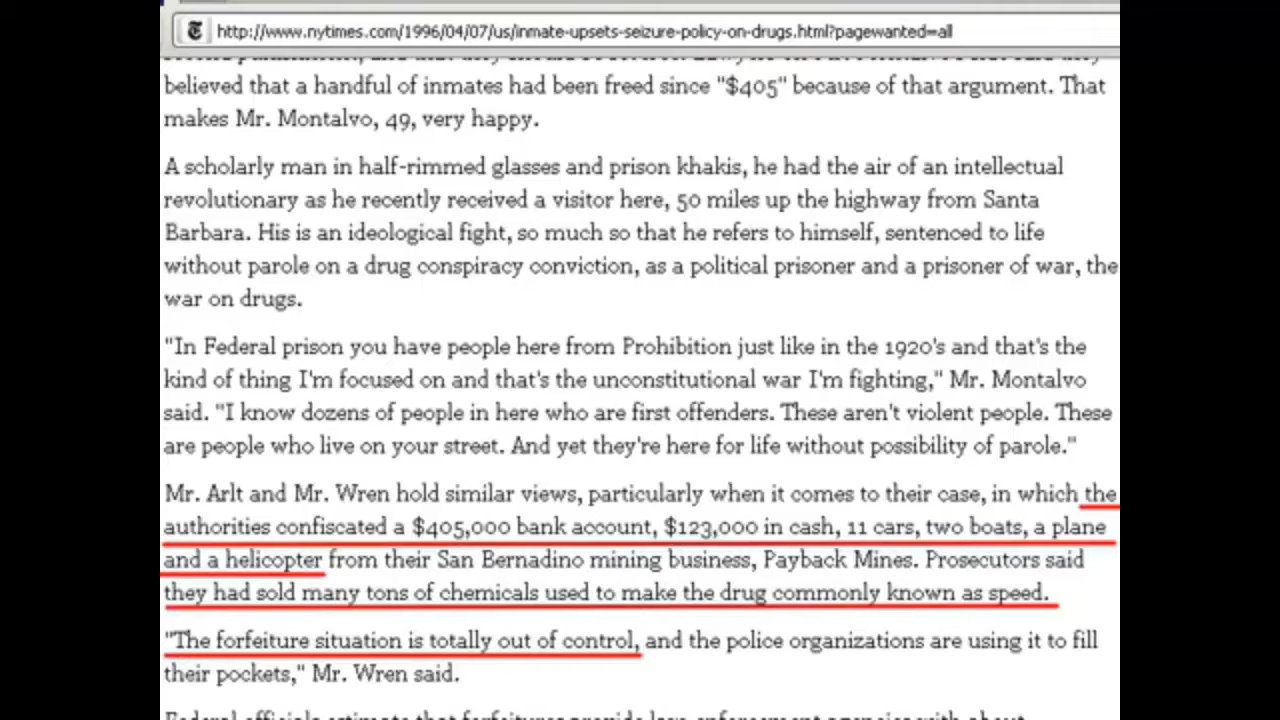 http://www.nytimes.com/1996/04/07/us/inmate-upsets-seizure-policy-on-drugs.html?pagewanted=all
believed that a handful of inmates had been freed since "$405" because of that argument. That
makes Mr. Montalvo, 49, very happy.
A scholarly man in half-rimmed glasses and prison khakis, he had the air of an intellectual
revolutionary as he recently received a visitor here, 50 miles up the highway from Santa
Barbara. His is an ideological fight, so much so that he refers to himself, sentenced to life
without parole on a drug conspiracy conviction, as a political prisoner and a prisoner of war, the
war on drugs.
"In Federal prison you have people here from Prohibition just like in the 1920's and that's the
kind of thing I'm focused on and that's the unconstitutional war I'm fighting," Mr. Montalvo
said. "I know dozens of people in here who are first offenders. These aren't violent people. These
are people who live on your street. And yet they're here for life without possibility of parole."
Mr. Arlt and Mr. Wren hold similar views, particularly when it comes to their case, in which the
authorities confiscated a $405,000 bank account, $123,000 in cash, 11 cars, two boats, a plane
and a helicopter from their San Bernadino mining business, Payback Mines. Prosecutors said
they had sold many tons of chemicals used to make the drug commonly known as speed.
"The forfeiture situation is totally out of control, and the police organizations are using it to fill
their pockets," Mr. Wren said.
Federal officials estimate that forfeitures provide law enforcement agencies with about